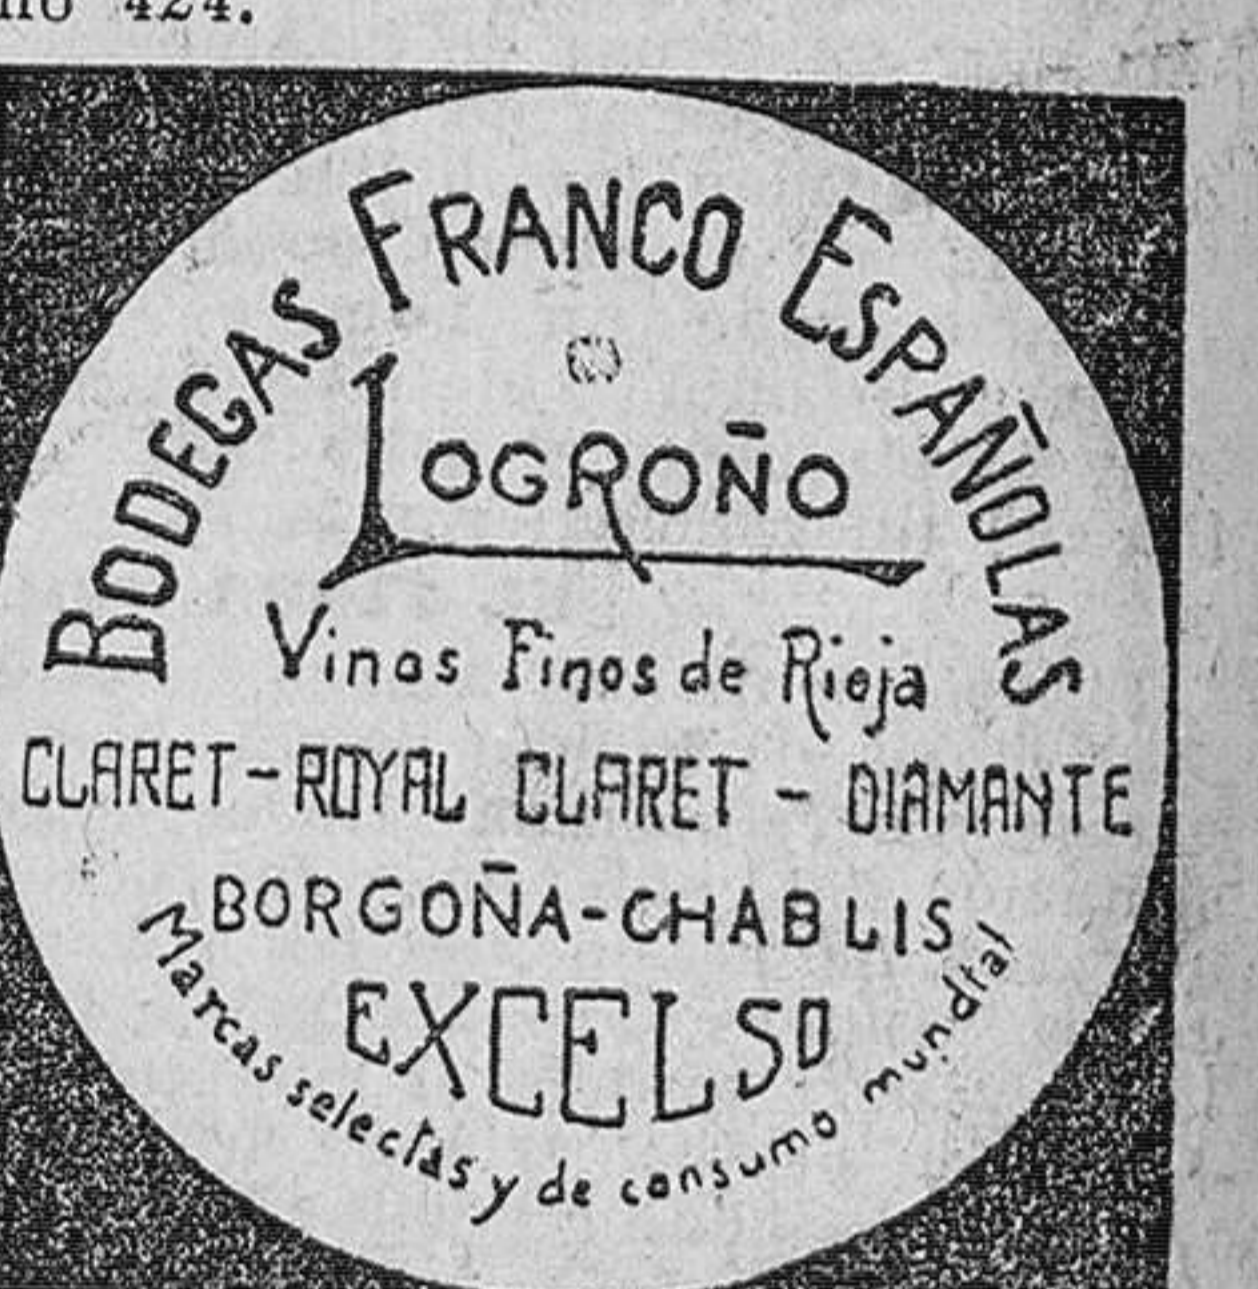 424.
BODEGAS FRANCO ESPAÑOLAS
LOGROÑO
Vinos Finos de Rioja
CLARET-ROYAL CLARET - DIAMANTE
BORGOÑA-CHABLIS
EXCELSO
Marcas selectas y de consumo mundial